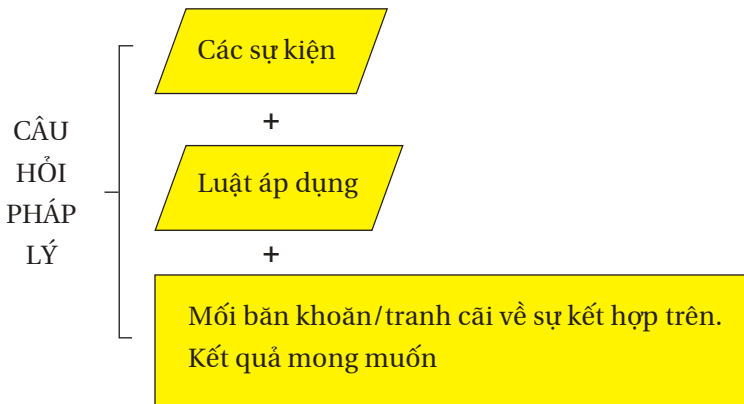 CÂU
HỎI
PHÁP
LÝ
Các sự kiện
+
Luật áp dụng
+
Mối băn khoăn/tranh cãi về sự kết hợp trên.
Kết quả mong muốn